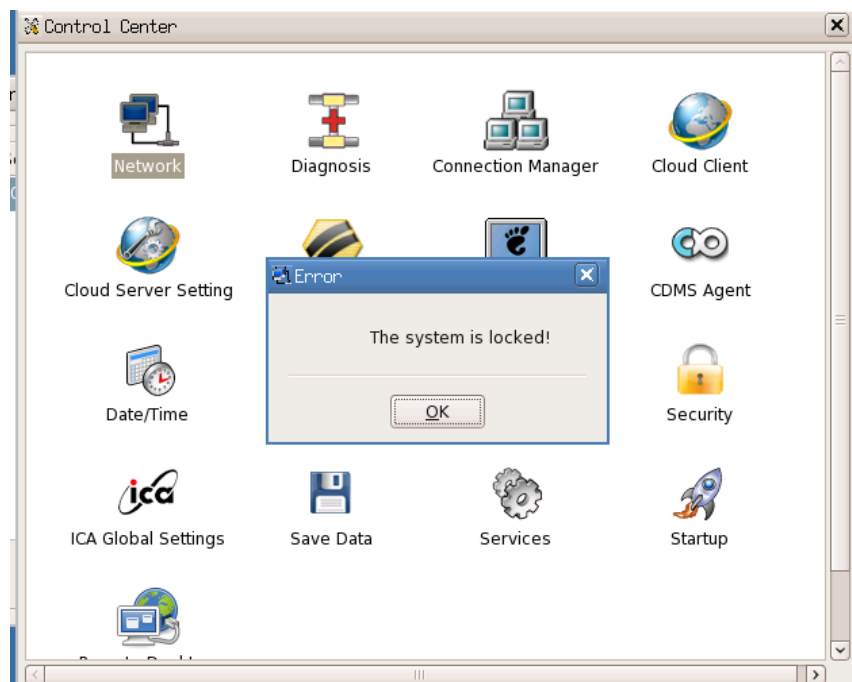 Control Center
Network
Diagnosis
Connection Manager
Cloud Client
Cloud Server Setting
CDMS Agent
Error
The system is locked!
OK
Date/Time
Security
ica
ICA Global Settings
Save Data
Services
Startup